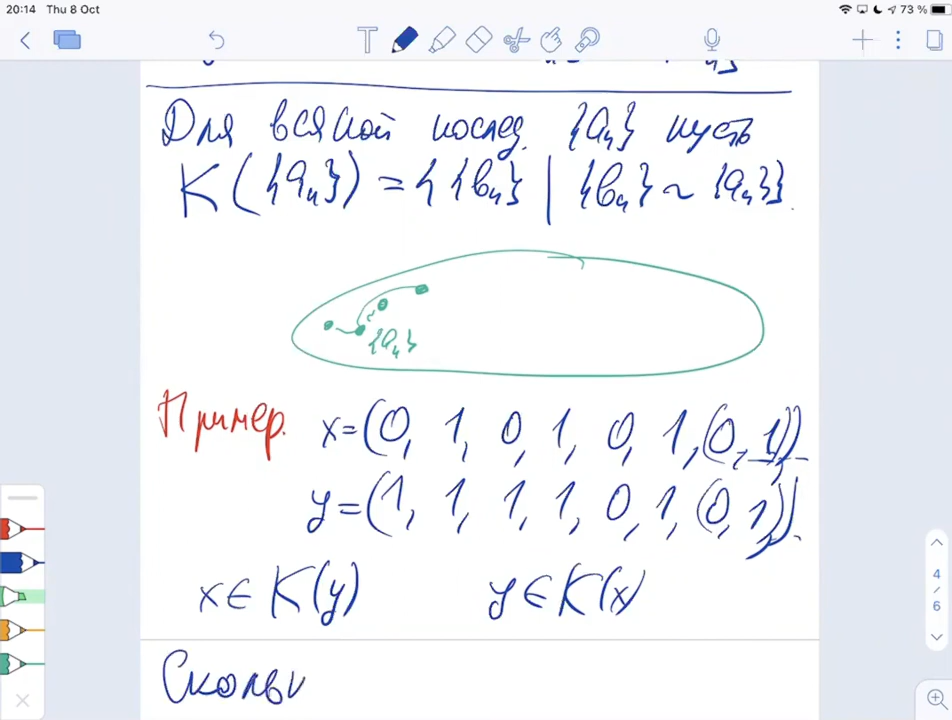 20:14 Thu 8 Oct 73 %
T
Для всякой послед. {aₙ} пусть
K({aₙ}) = {{bₙ} | {bₙ} ~ {aₙ}}.
{aₙ}
Пример. x=(0, 1, 0, 1, 0, 1, (0, 1))
y=(1, 1, 1, 1, 0, 1, (0, 1)).
x∈K(y) y∈K(x)
4
/
6
Сколы